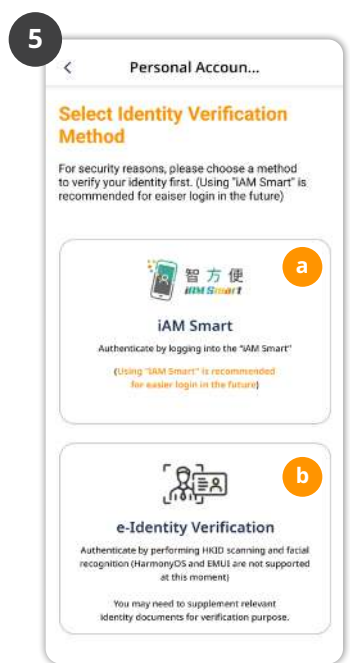 5
Personal Accoun...
Select Identity Verification
Method
For security reasons, please choose a method
to verify your identity first. (Using "iAM Smart" is
recommended for eaiser login in the future)
a
智方便
iAM Smart
iAM Smart
Authenticate by logging into the "iAM Smart"
(Using "iAM Smart" is recommended
for easier login in the future)
b
e-Identity Verification
Authenticate by performing HKID scanning and facial
recognition (HarmonyOS and EMUI are not supported
at this moment)
You may need to supplement relevant
identity documents for verification purpose.